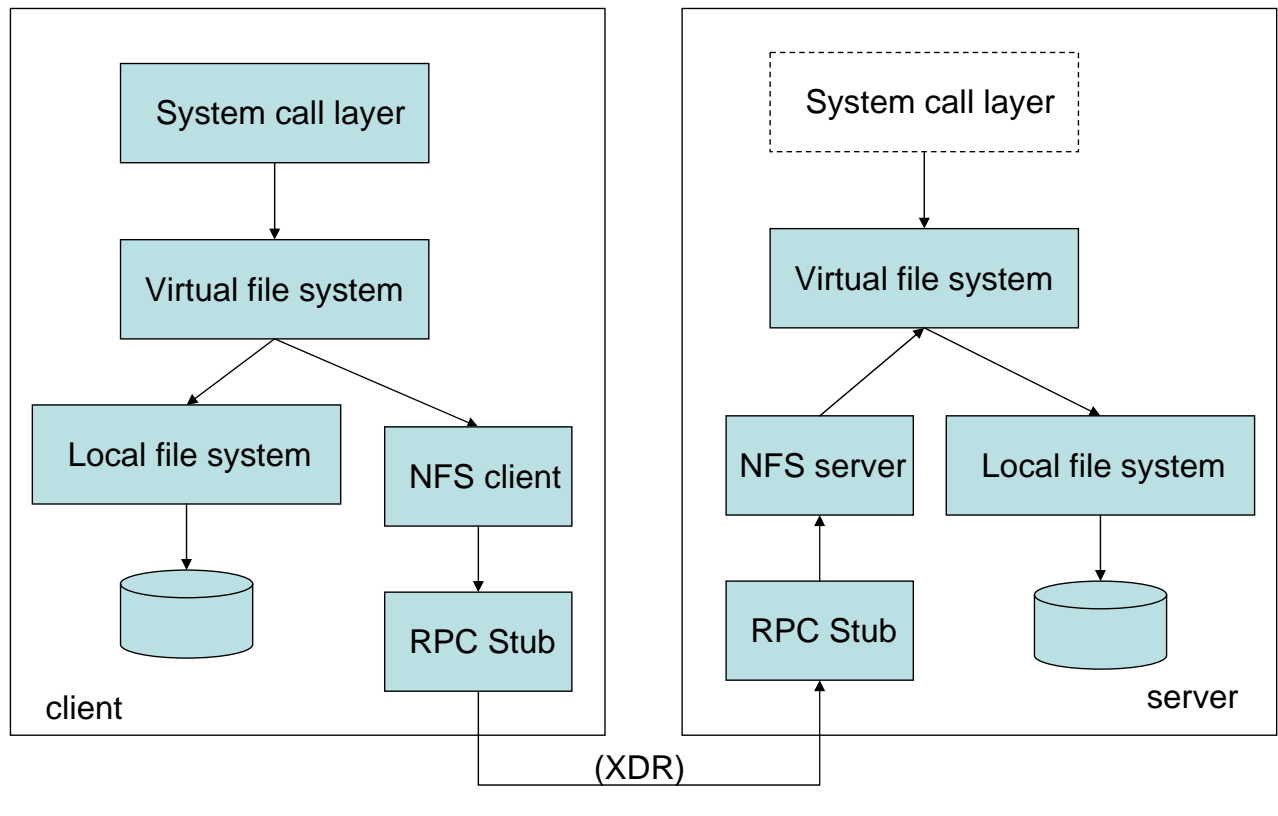 System call layer
Virtual file system
Local file system
NFS client
RPC Stub
client
System call layer
Virtual file system
NFS server
Local file system
RPC Stub
server
(XDR)